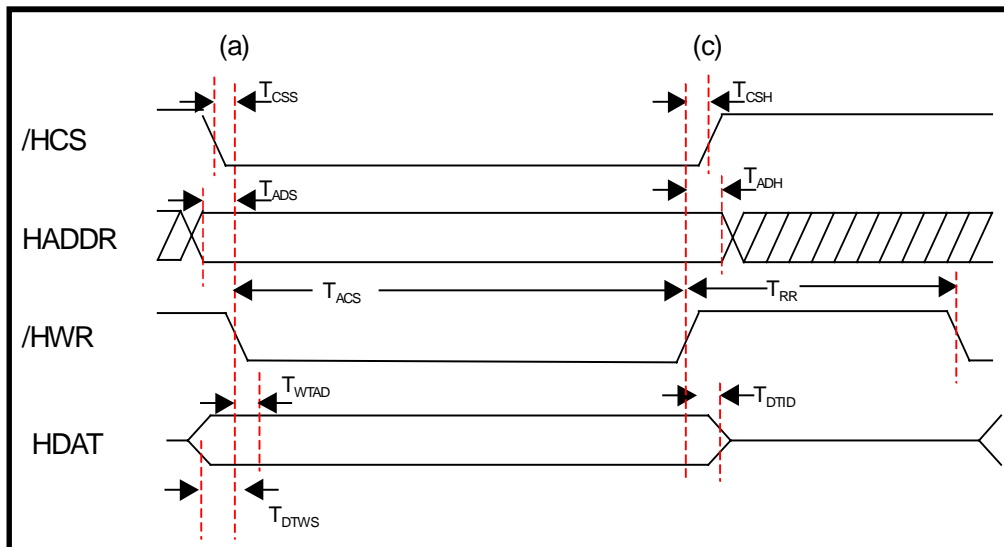 (a) (c)
TCSS TCSH
/HCS
TADS TADH
HADDR
TACS TRR
/HWR
TWTAD TDTID
HDAT
TDTWS